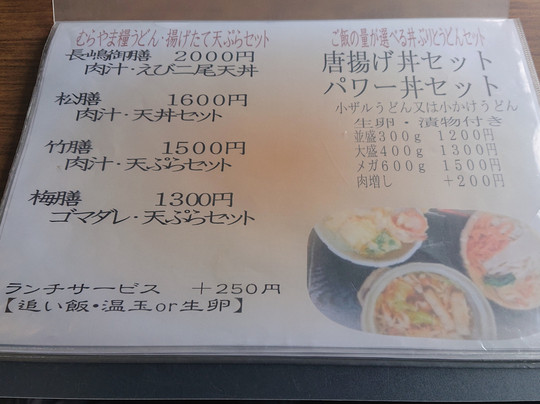 むらやま糧うどん・揚げたて天ぷらセット
長嶋御膳 2000円
肉汁・えび二尾天丼
松膳 1600円
肉汁・天丼セット
竹膳 1500円
肉汁・天ぷらセット
梅膳 1300円
ゴマダレ・天ぷらセット
ランチサービス +250円
【追い飯・温玉or生卵】
ご飯の量が選べる丼ぶりとうどんセット
唐揚げ丼セット
パワー丼セット
小ザルうどん又は小かけうどん
生卵・漬物付き
並盛300g 1200円
大盛400g 1300円
メガ600g 1500円
肉増し +200円